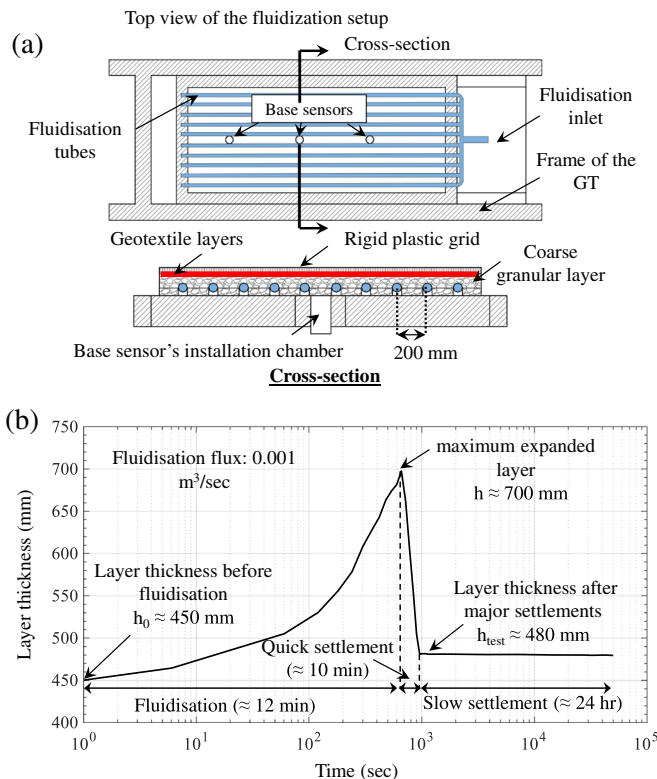 Top view of the fluidization setup
(a)
Cross-section
Base sensors
Fluidisation
tubes
Fluidisation
inlet
Frame of the
GT
Geotextile layers
Rigid plastic grid
Coarse
granular layer
Base sensor's installation chamber
200 mm
Cross-section
(b)
750
700
650
600
550
500
450
400
Layer thickness (mm)
Fluidisation flux: 0.001
m³/sec
maximum expanded
layer
h ≈ 700 mm
Layer thickness before
fluidisation
h₀ ≈ 450 mm
Layer thickness after
major settlements
h_test ≈ 480 mm
Quick settlement
(≈ 10 min)
Fluidisation (≈ 12 min)
Slow settlement (≈ 24 hr)
10⁰ 10¹ 10² 10³ 10⁴ 10⁵
Time (sec)